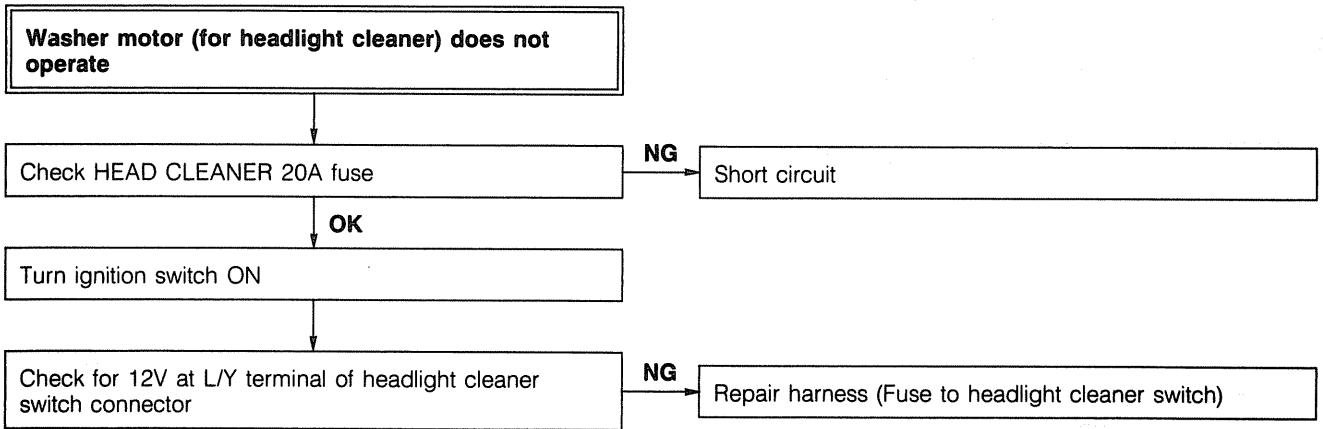 Washer motor (for headlight cleaner) does not
operate
Check HEAD CLEANER 20A fuse
NG
Short circuit
OK
Turn ignition switch ON
Check for 12V at L/Y terminal of headlight cleaner
switch connector
NG
Repair harness (Fuse to headlight cleaner switch)